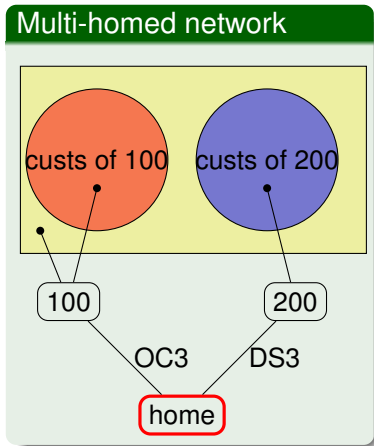 Multi-homed network
custs of 100
custs of 200
100
200
OC3
DS3
home